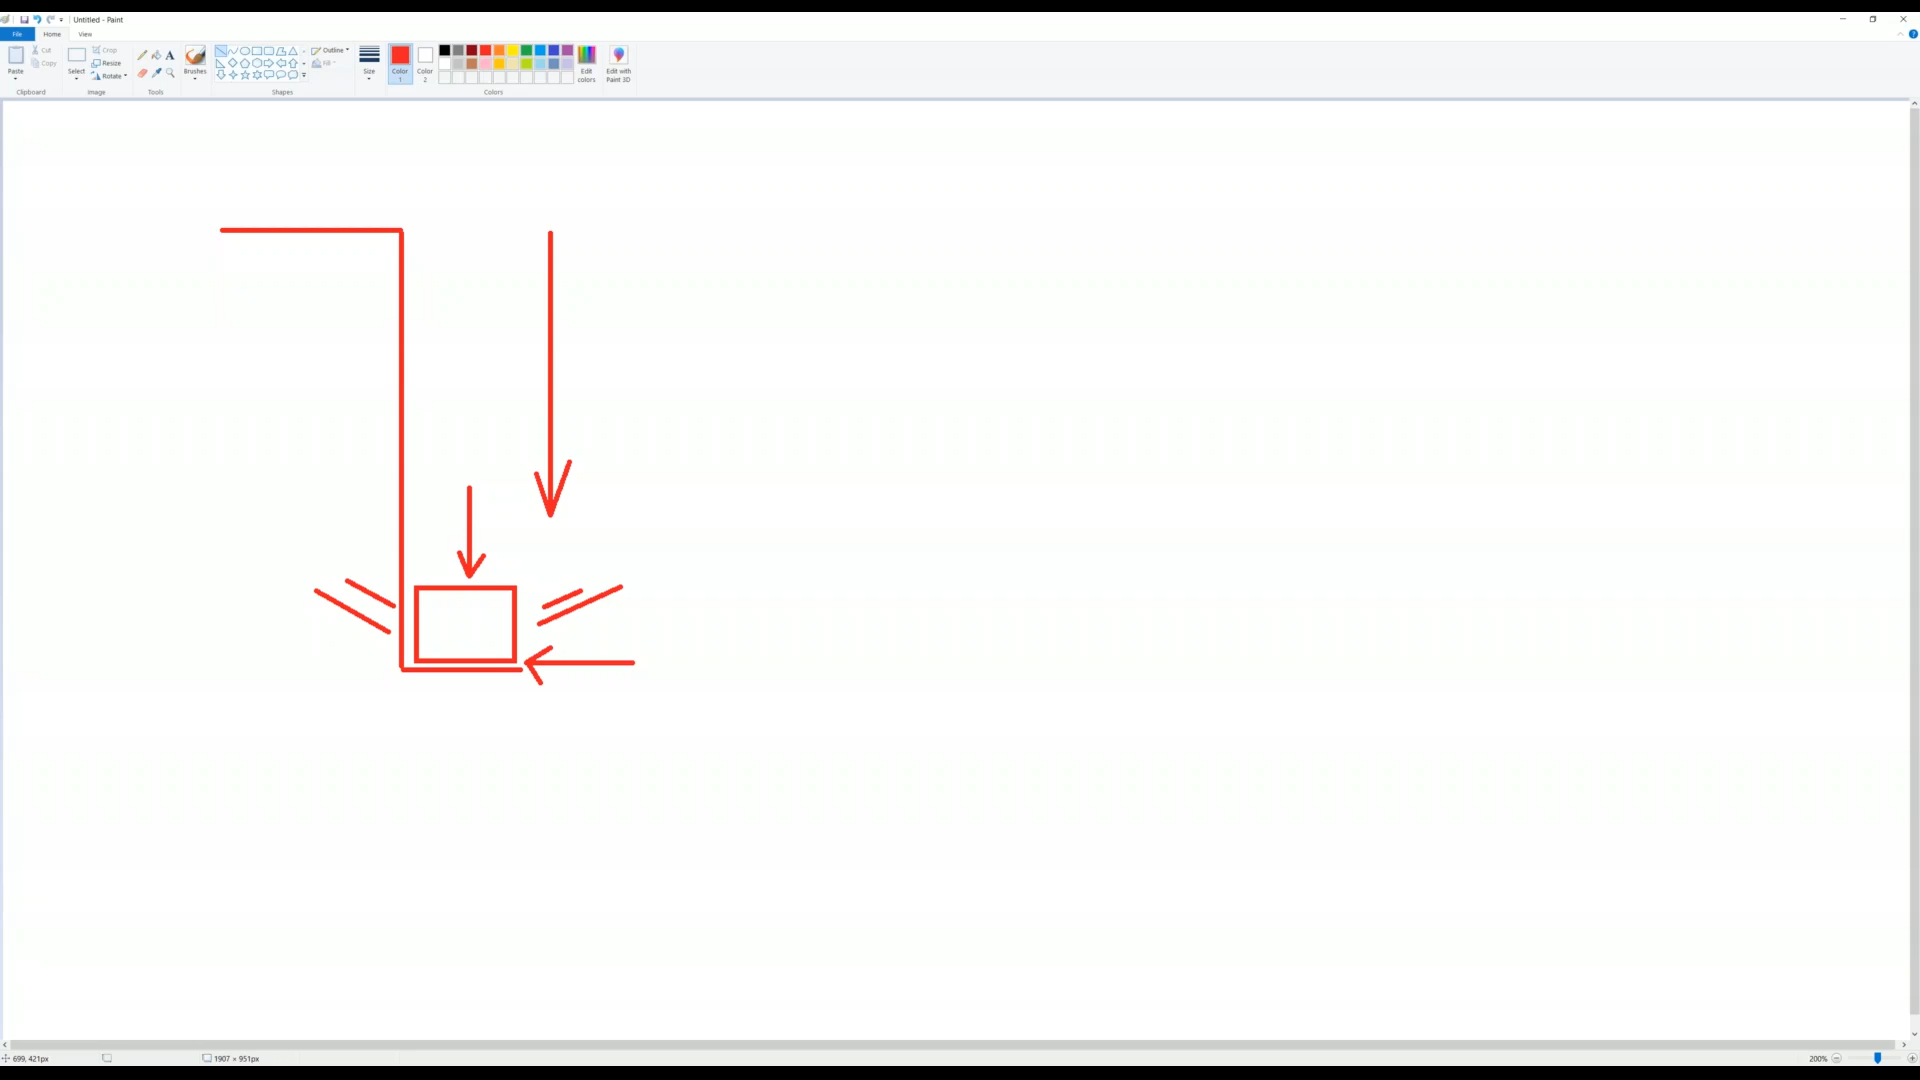 Untitled - Paint
File Home View
Paste
Cut
Copy
Clipboard
Select
Crop
Resize
Rotate
Image
A
Tools
Brushes
Outline
Fill
Shapes
Size
Color 1
Color 2
Edit colors
Colors
Edit with Paint 3D
699, 421px
1907 × 951px
200%